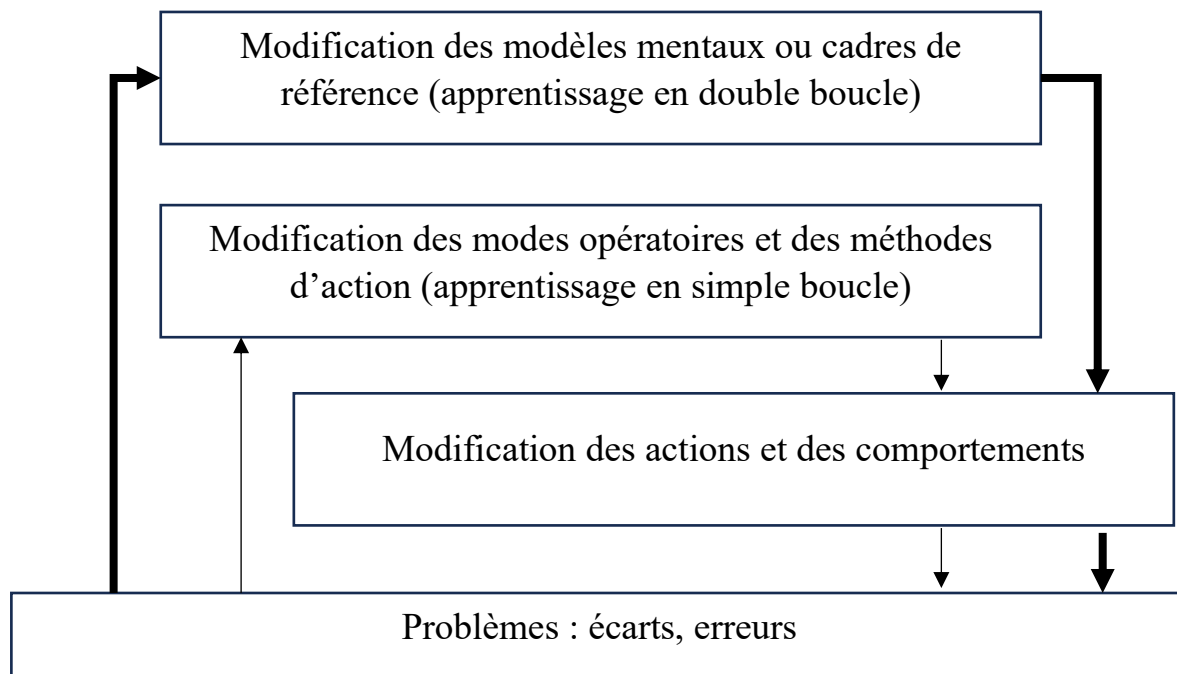 Modification des modèles mentaux ou cadres de
référence (apprentissage en double boucle)
Modification des modes opératoires et des méthodes
d’action (apprentissage en simple boucle)
Modification des actions et des comportements
Problèmes : écarts, erreurs